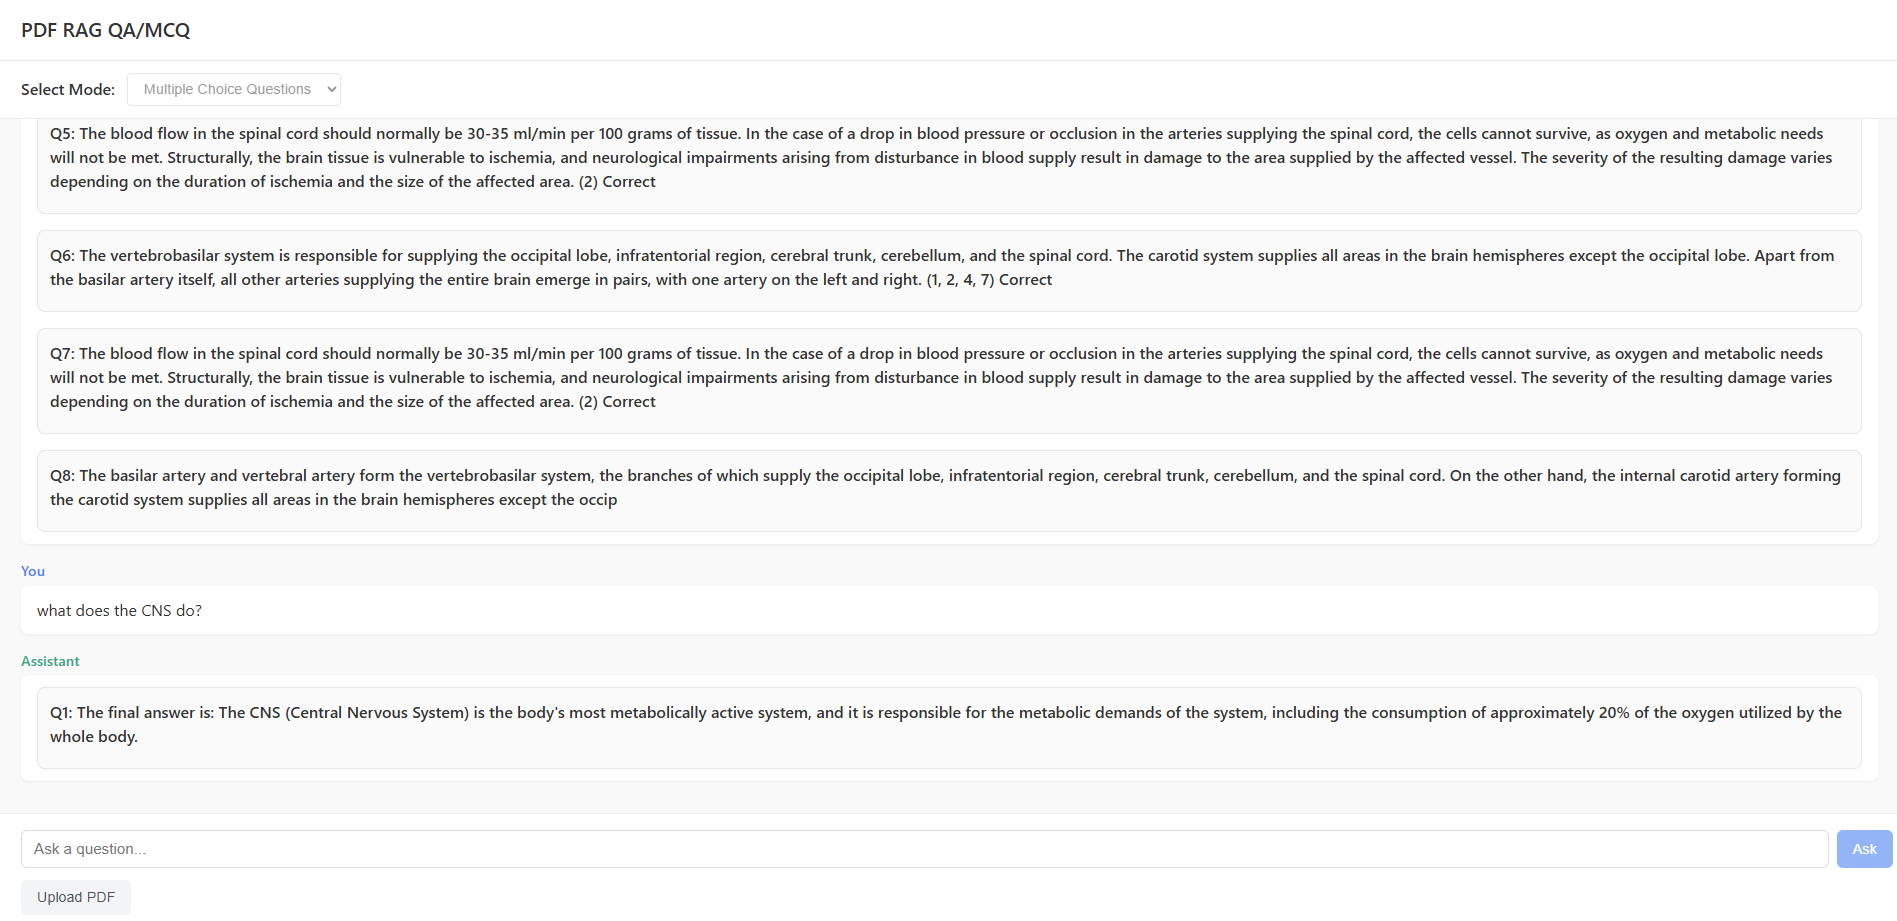 PDF RAG QA/MCQ
Select Mode: Multiple Choice Questions
Q5: The blood flow in the spinal cord should normally be 30-35 ml/min per 100 grams of tissue. In the case of a drop in blood pressure or occlusion in the arteries supplying the spinal cord, the cells cannot survive, as oxygen and metabolic needs
will not be met. Structurally, the brain tissue is vulnerable to ischemia, and neurological impairments arising from disturbance in blood supply result in damage to the area supplied by the affected vessel. The severity of the resulting damage varies
depending on the duration of ischemia and the size of the affected area. (2) Correct
Q6: The vertebrobasilar system is responsible for supplying the occipital lobe, infratentorial region, cerebral trunk, cerebellum, and the spinal cord. The carotid system supplies all areas in the brain hemispheres except the occipital lobe. Apart from
the basilar artery itself, all other arteries supplying the entire brain emerge in pairs, with one artery on the left and right. (1, 2, 4, 7) Correct
Q7: The blood flow in the spinal cord should normally be 30-35 ml/min per 100 grams of tissue. In the case of a drop in blood pressure or occlusion in the arteries supplying the spinal cord, the cells cannot survive, as oxygen and metabolic needs
will not be met. Structurally, the brain tissue is vulnerable to ischemia, and neurological impairments arising from disturbance in blood supply result in damage to the area supplied by the affected vessel. The severity of the resulting damage varies
depending on the duration of ischemia and the size of the affected area. (2) Correct
Q8: The basilar artery and vertebral artery form the vertebrobasilar system, the branches of which supply the occipital lobe, infratentorial region, cerebral trunk, cerebellum, and the spinal cord. On the other hand, the internal carotid artery forming
the carotid system supplies all areas in the brain hemispheres except the occip
You
what does the CNS do?
Assistant
Q1: The final answer is: The CNS (Central Nervous System) is the body's most metabolically active system, and it is responsible for the metabolic demands of the system, including the consumption of approximately 20% of the oxygen utilized by the
whole body.
Ask a question...
Ask
Upload PDF